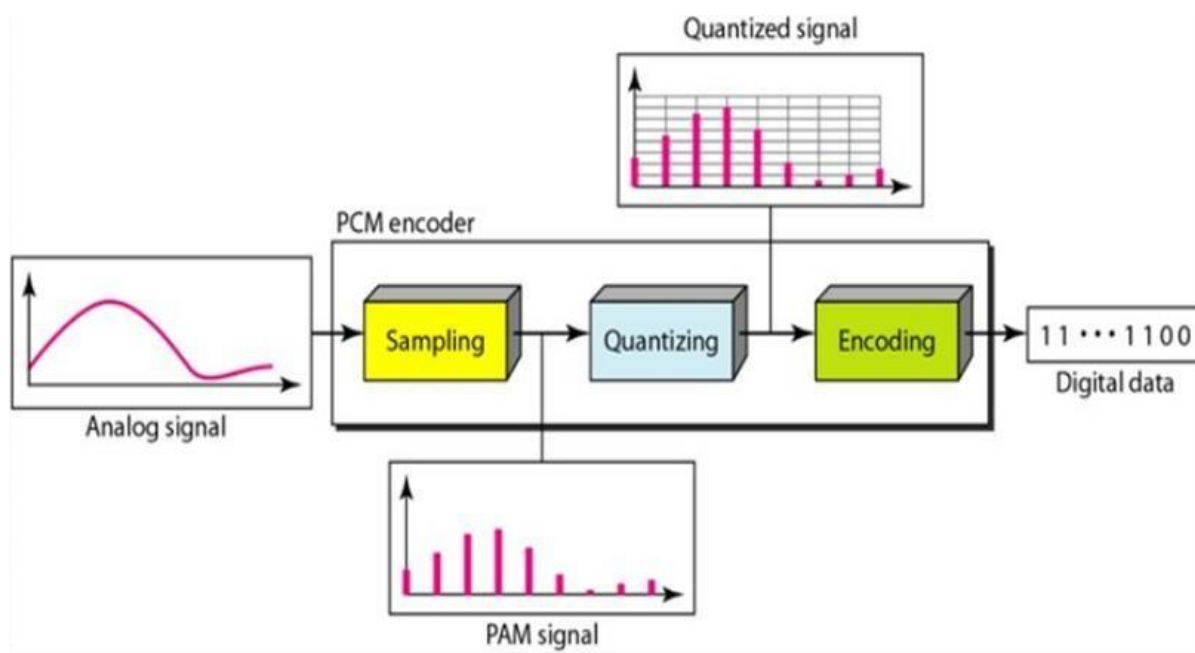 Quantized signal
PCM encoder
Sampling
Quantizing
Encoding
11 ··· 1100
Digital data
Analog signal
PAM signal